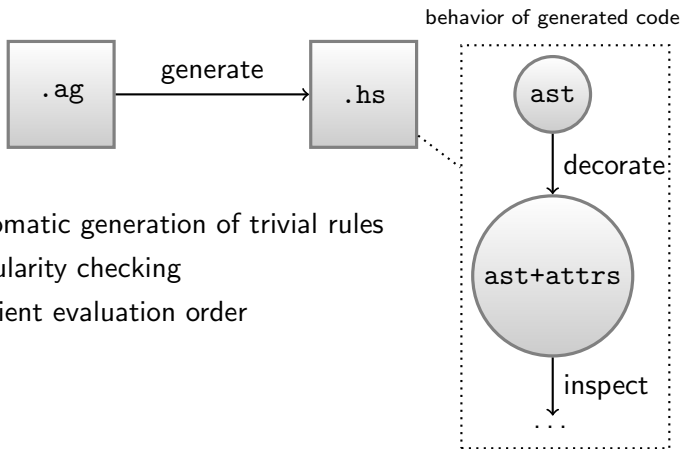 behavior of generated code
.ag
generate
.hs
ast
decorate
omatic generation of trivial rules
ularity checking
ient evaluation order
ast+attrs
inspect
...